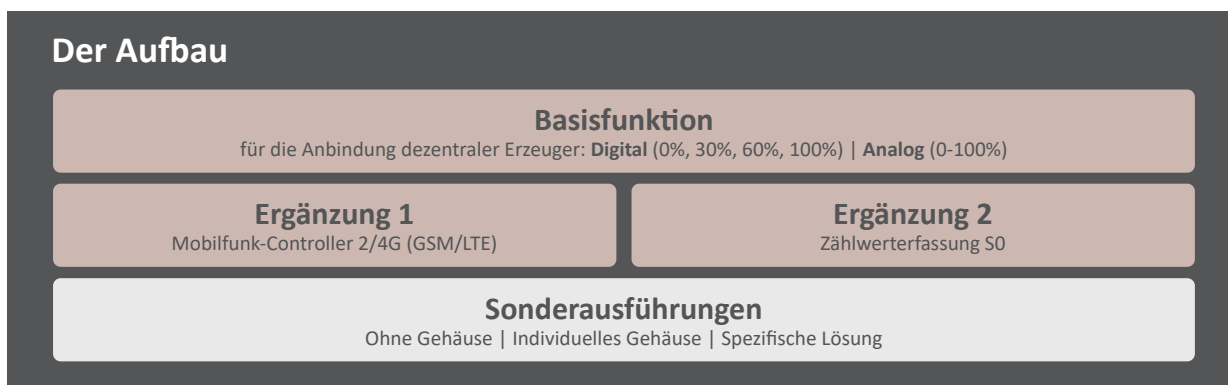 Der Aufbau
Basisfunktion
für die Anbindung dezentraler Erzeuger: Digital (0%, 30%, 60%, 100%) | Analog (0-100%)
Ergänzung 1
Mobilfunk-Controller 2/4G (GSM/LTE)
Ergänzung 2
Zählwerterfassung S0
Sonderausführungen
Ohne Gehäuse | Individuelles Gehäuse | Spezifische Lösung